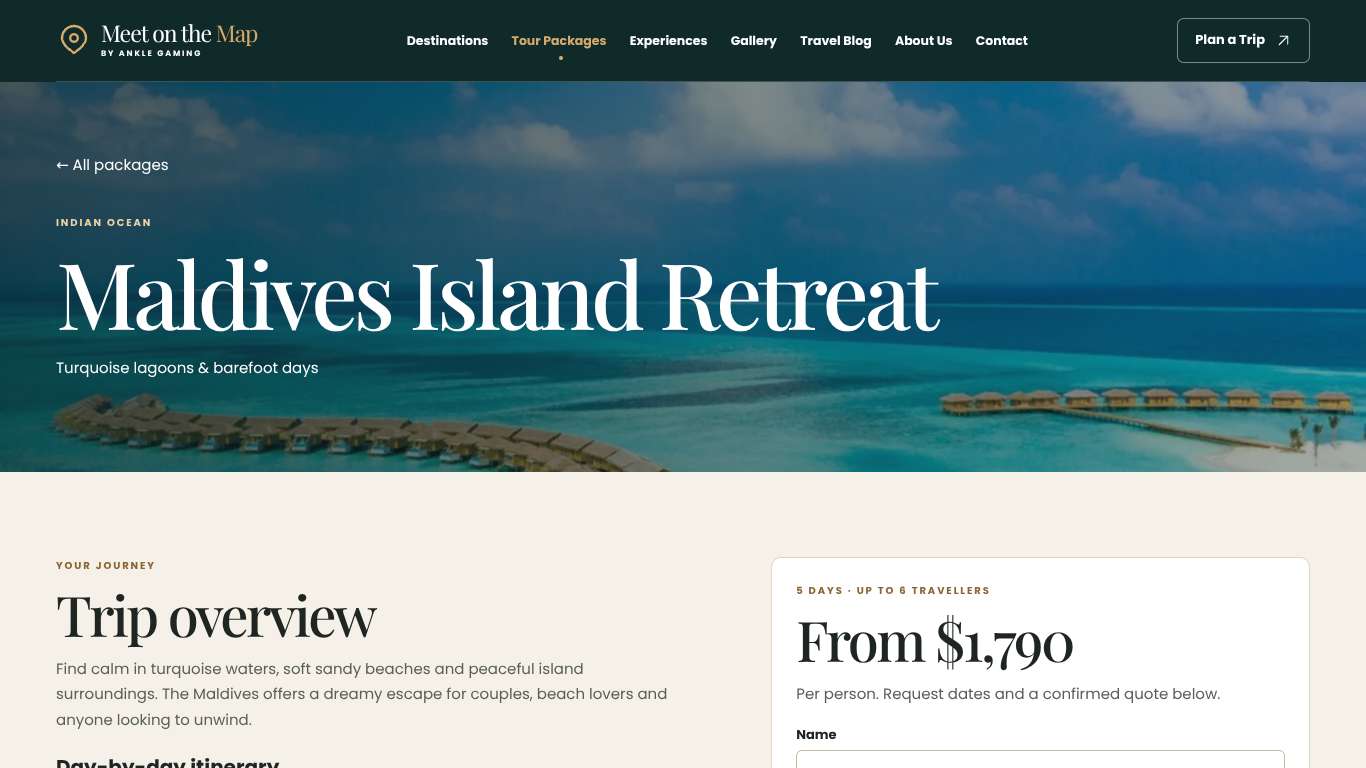 Meet on the Map
BY ANKLE GAMING
Destinations
Tour Packages
Experiences
Gallery
Travel Blog
About Us
Contact
Plan a Trip
← All packages
INDIAN OCEAN
Maldives Island Retreat
Turquoise lagoons & barefoot days
YOUR JOURNEY
Trip overview
Find calm in turquoise waters, soft sandy beaches and peaceful island
surroundings. The Maldives offers a dreamy escape for couples, beach lovers and
anyone looking to unwind.
Day-by-day itinerary
5 DAYS · UP TO 6 TRAVELLERS
From $1,790
Per person. Request dates and a confirmed quote below.
Name